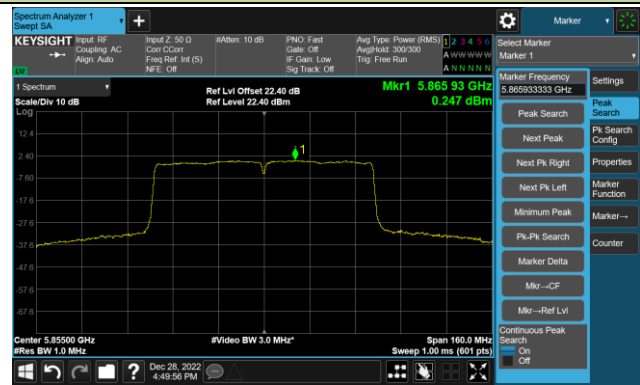 Spectrum Analyzer 1
Swept SA
+
Marker
KEYSIGHT
Input: RF
Coupling: AC
Align: Auto
Input Z: 50 Ω
Corr CCorr
Freq Ref: Int (S)
NFE: Off
#Atten: 10 dB
PNO: Fast
Gate: Off
IF Gain: Low
Sig Track: Off
Avg Type: Power (RMS)
Avg|Hold: 300/300
Trig: Free Run
1 2 3 4 5 6
A W W W W W
A N N N N N
LXI
Select Marker
Marker 1
1 Spectrum
Scale/Div 10 dB
Log
Ref Lvl Offset 22.40 dB
Ref Level 22.40 dBm
Mkr1 5.865 93 GHz
0.247 dBm
12.4
2.40
-7.60
-17.6
-27.6
-37.6
-47.6
-57.6
-67.6
1
Center 5.85500 GHz
#Res BW 1.0 MHz
#Video BW 3.0 MHz*
Span 160.0 MHz
Sweep 1.00 ms (601 pts)
Marker Frequency
5.865933333 GHz
Peak Search
Next Peak
Next Pk Right
Next Pk Left
Minimum Peak
Pk-Pk Search
Marker Delta
Mkr→CF
Mkr→Ref Lvl
Continuous Peak
Search
On
Off
Settings
Peak
Search
Pk Search
Config
Properties
Marker
Function
Marker→
Counter
?
Dec 28, 2022
4:49:56 PM